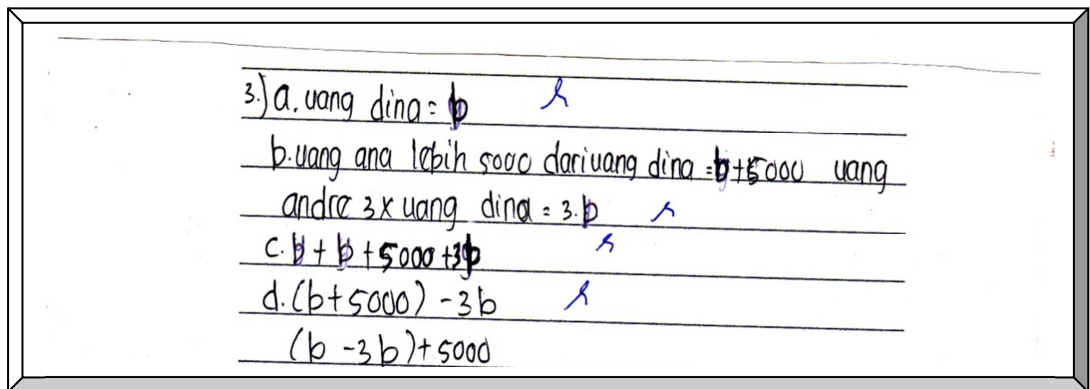 3.) a. uang dina = b
b. uang ana lebih 5000 dari uang dina = b + 5000 uang
andre 3 x uang dina = 3.b
c. b + b + 5000 + 3b
d. (b + 5000) - 3b
(b - 3b) + 5000